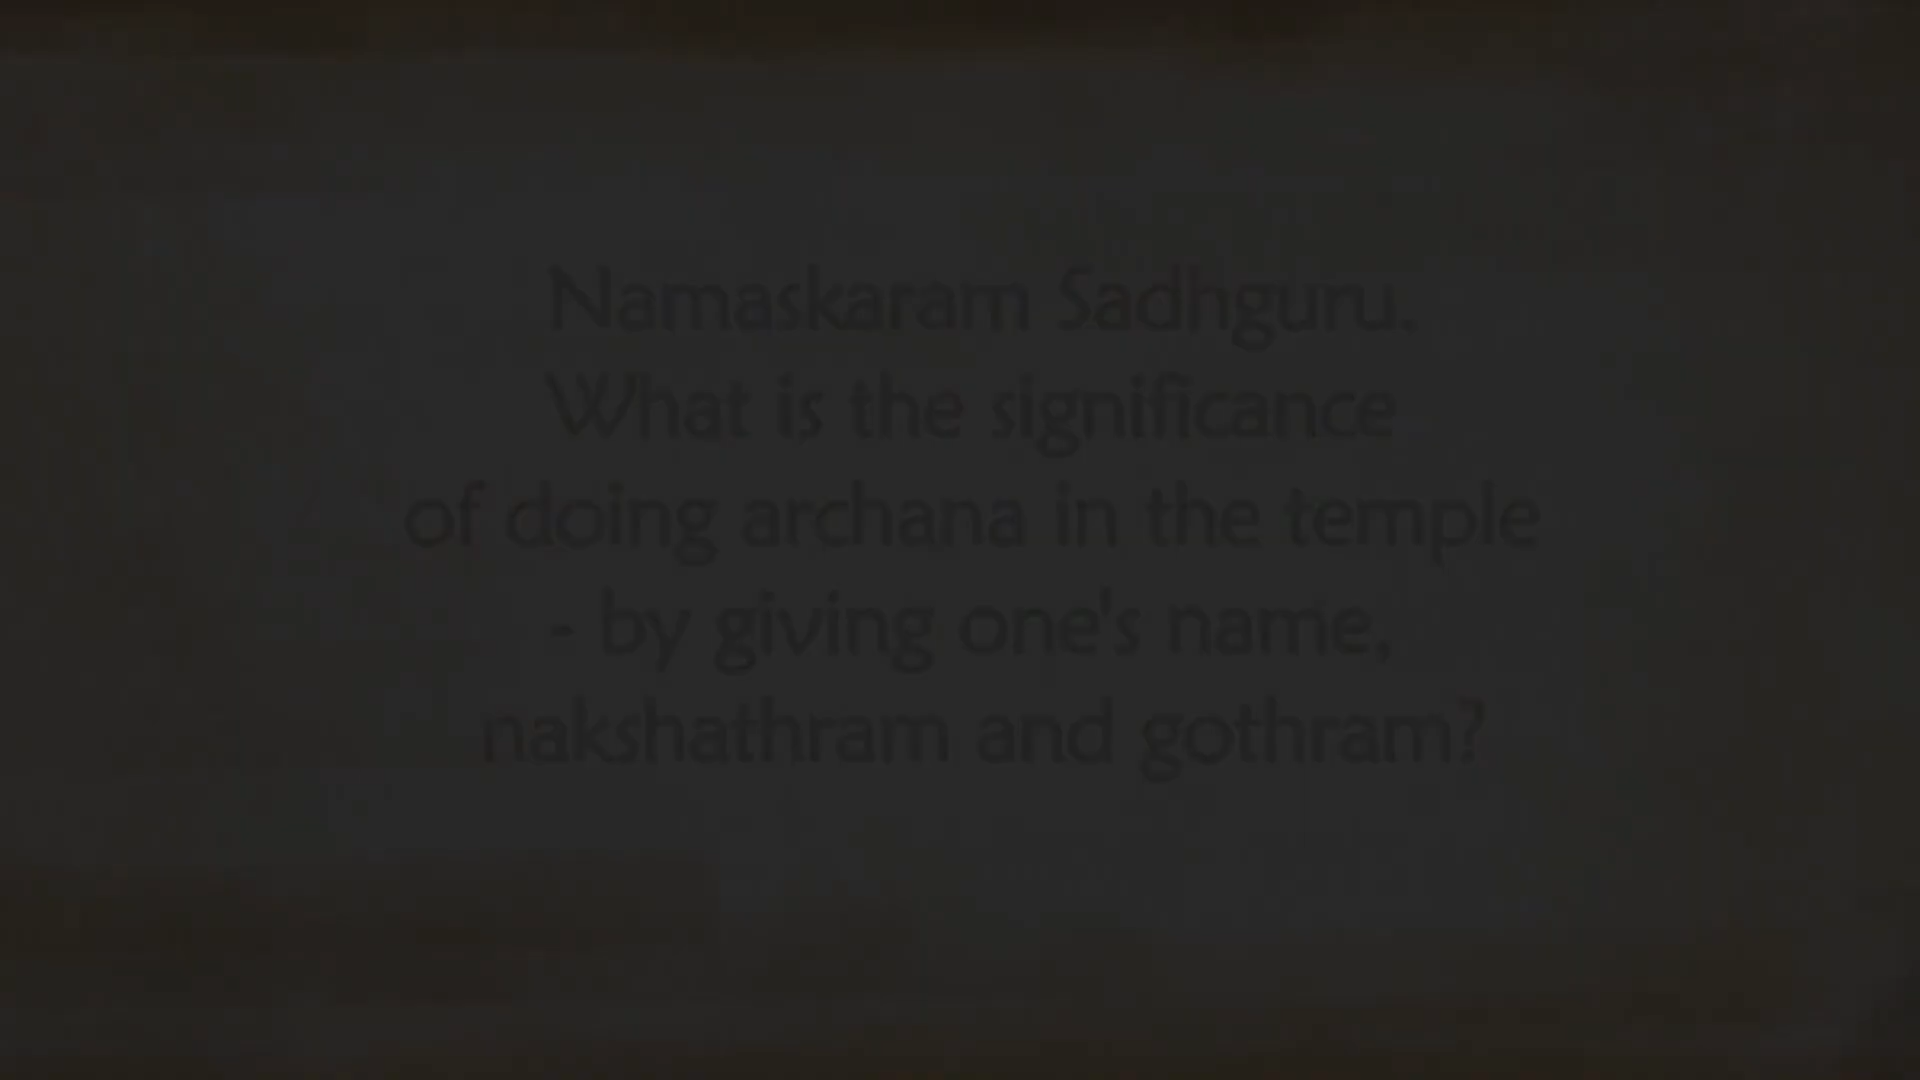 Namaskaram Sadhguru.
What is the significance
of doing archana in the temple
- by giving one's name,
nakshathram and gothram?